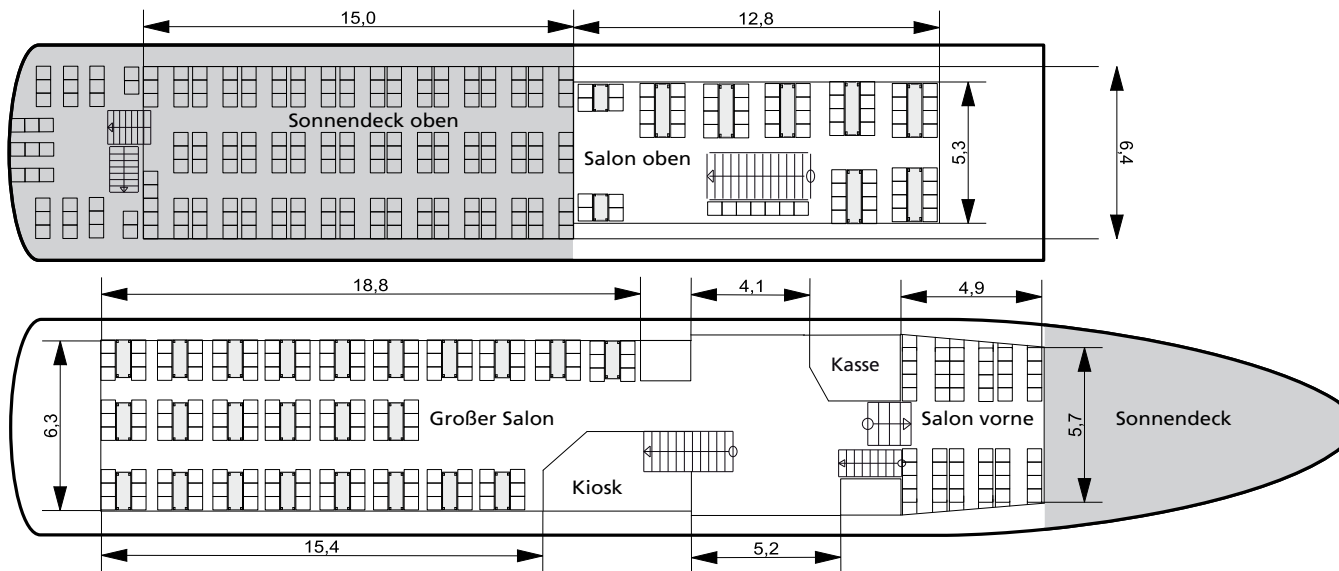 15,0
12,8
Sonnendeck oben
Salon oben
5,3
6,4
18,8
4,1
4,9
Kasse
6,3
Großer Salon
Salon vorne
5,7
Sonnendeck
Kiosk
15,4
5,2